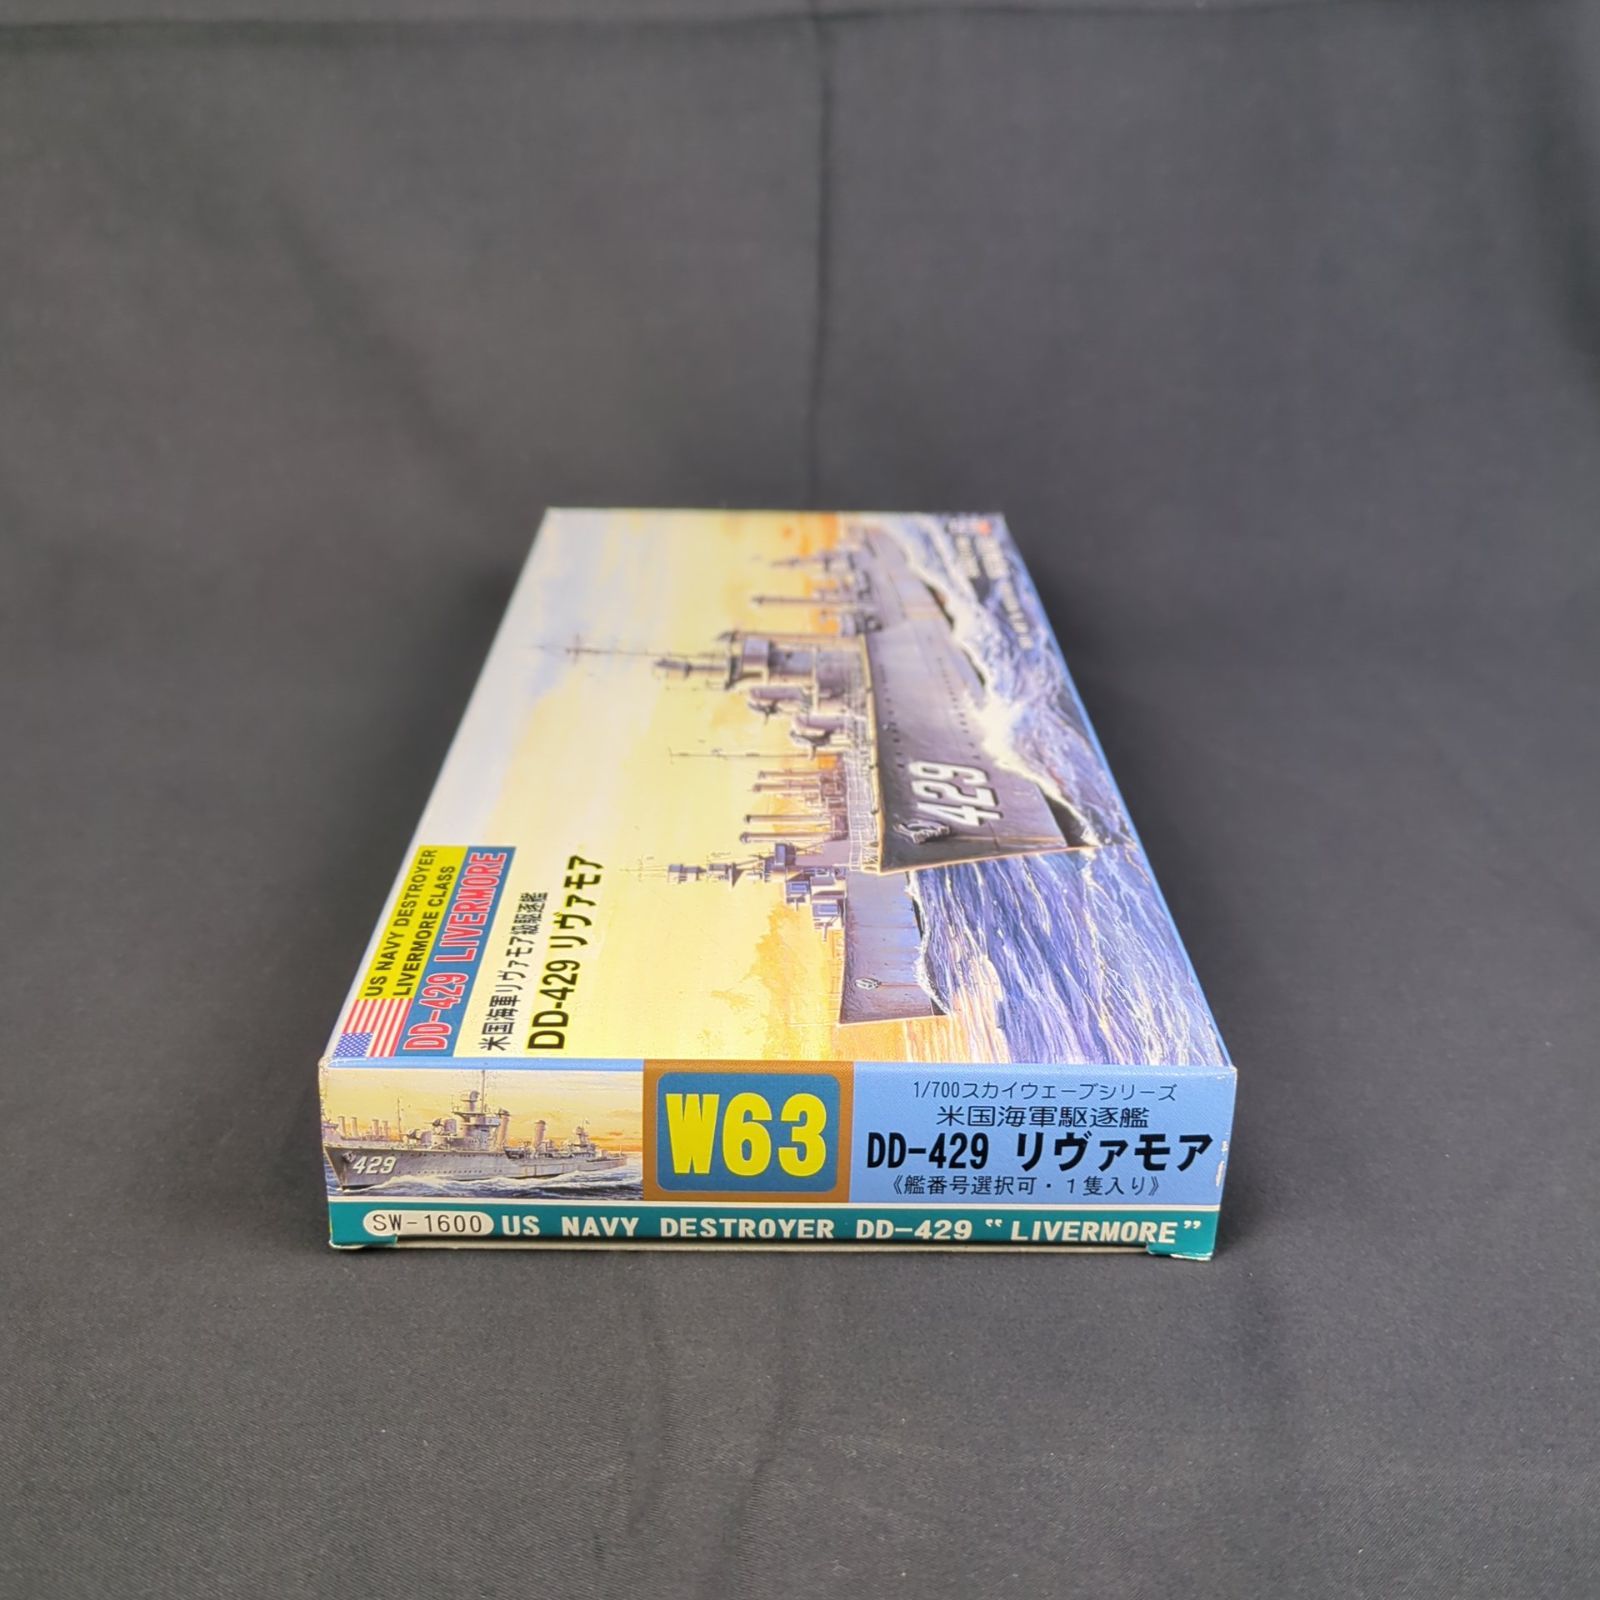 US NAVY DESTROYER
LIVERMORE CLASS
DD-429 LIVERMORE
米国海軍リヴァモア級駆逐艦
DD-429 リヴァモア
429
429
W63
1/700スカイウェーブシリーズ
米国海軍駆逐艦
DD-429 リヴァモア
《艦番号選択可・1隻入り》
SW-1600 US NAVY DESTROYER DD-429 “LIVERMORE”